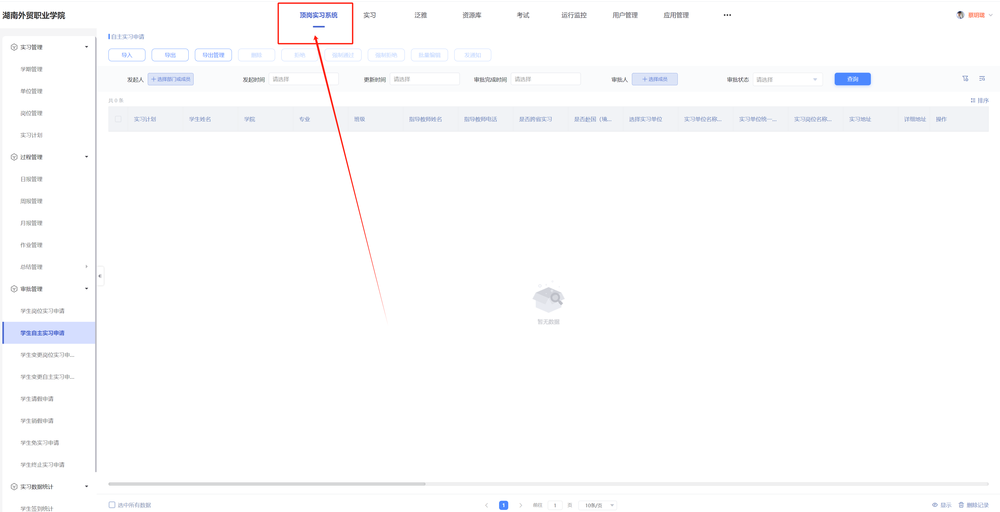 湖南外贸职业学院
顶岗实习系统
实习
泛雅
资源库
考试
运行监控
用户管理
应用管理
•••
蔡玥珑
实习管理
学期管理
单位管理
岗位管理
实习计划
过程管理
日报管理
周报管理
月报管理
作业管理
总结管理
审批管理
学生岗位实习申请
学生自主实习申请
学生变更岗位实习申...
学生变更自主实习申...
学生请假申请
学生销假申请
学生免实习申请
学生终止实习申请
实习数据统计
学生签到统计
自主实习申请
导入
导出
导出管理
删除
拒绝
强制通过
强制拒绝
批量编辑
发通知
发起人
+ 选择部门或成员
发起时间
请选择
更新时间
请选择
审批完成时间
请选择
审批人
+ 选择成员
审批状态
请选择
查询
共 0 条
排序
实习计划
学生姓名
学院
专业
班级
指导教师姓名
指导教师电话
是否跨省实习
是否赴国（境...
选择实习单位
实习单位名称...
实习单位统一...
实习岗位名称...
实习地址
详细地址
操作
暂无数据
选中所有数据
1
前往
1
页
10条/页
显示
删除记录